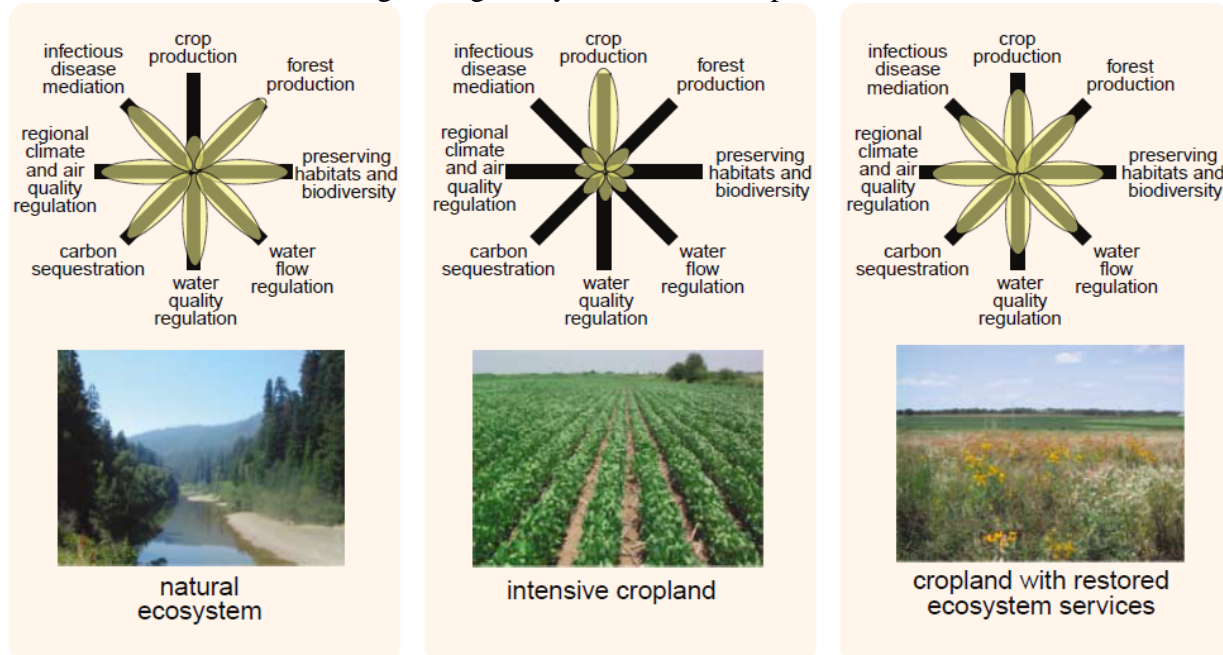 crop
production
infectious
disease
mediation
forest
production
regional
climate
and air
quality
regulation
preserving
habitats and
biodiversity
carbon
sequestration
water
flow
regulation
water
quality
regulation
natural
ecosystem
crop
production
infectious
disease
mediation
forest
production
regional
climate
and air
quality
regulation
preserving
habitats and
biodiversity
carbon
sequestration
water
flow
regulation
water
quality
regulation
intensive cropland
crop
production
infectious
disease
mediation
forest
production
regional
climate
and air
quality
regulation
preserving
habitats and
biodiversity
carbon
sequestration
water
flow
regulation
water
quality
regulation
cropland with restored
ecosystem services